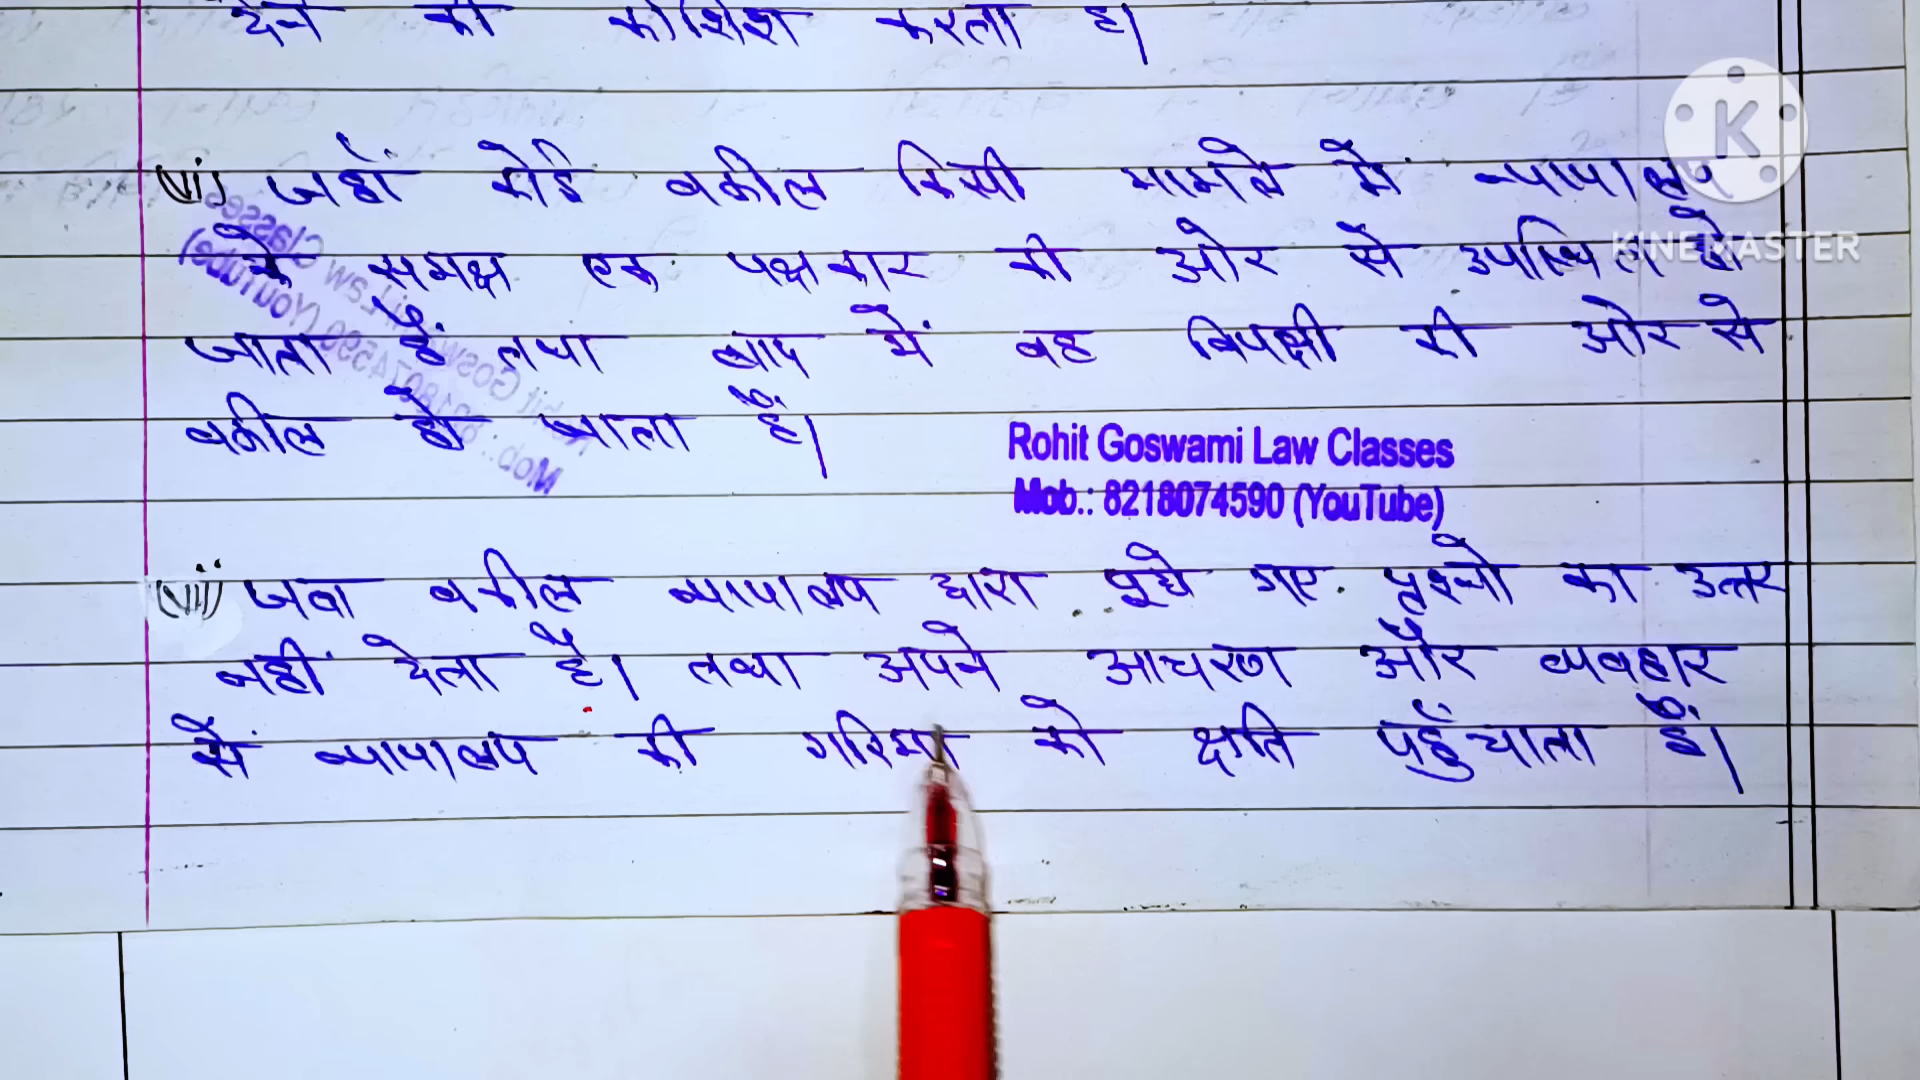 देने की कोशिश करता है।
(vi) जहाँ कोई वकील किसी मामले में न्यायालय
के समक्ष एक पक्षकार की ओर से उपस्थित हो
जाता है तथा बाद में वह विपक्षी की ओर से
वकील हो जाता है।
Rohit Goswami Law Classes
Mob.: 8218074590 (YouTube)
(vii) जब वकील न्यायालय द्वारा पूछे गए प्रश्नो का उत्तर
नहीं देता है। तथा अपने आचरण और व्यवहार
से न्यायालय की गरिमा को क्षति पहुँचाता है।
K
KINEMASTER